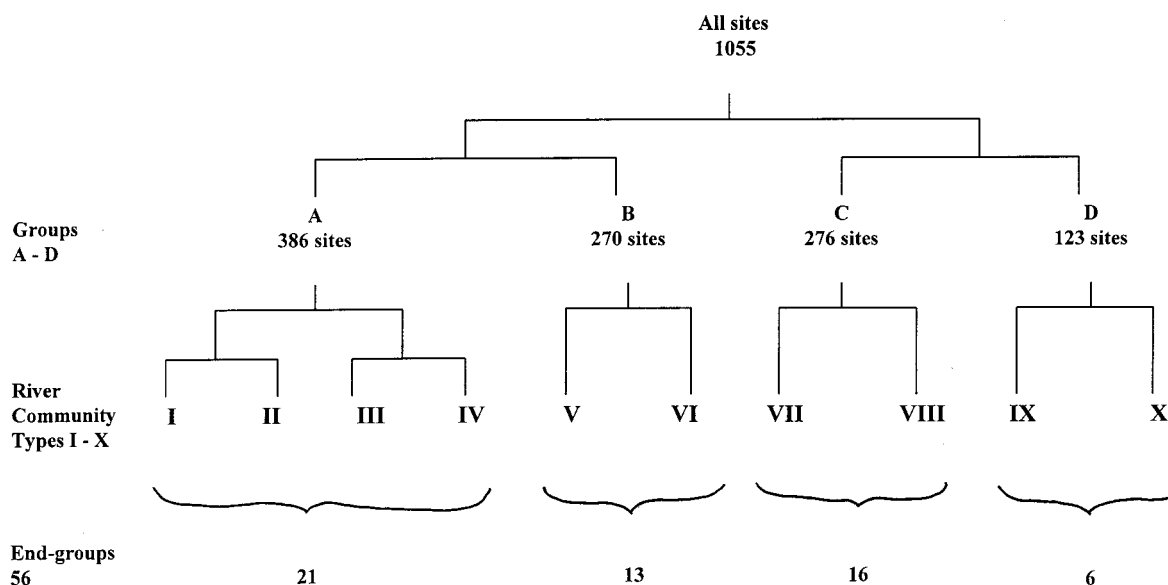 All sites
1055
Groups
A - D
A
386 sites
B
270 sites
C
276 sites
D
123 sites
River
Community
Types I - X
I
II
III
IV
V
VI
VII
VIII
IX
X
End-groups
56
21
13
16
6